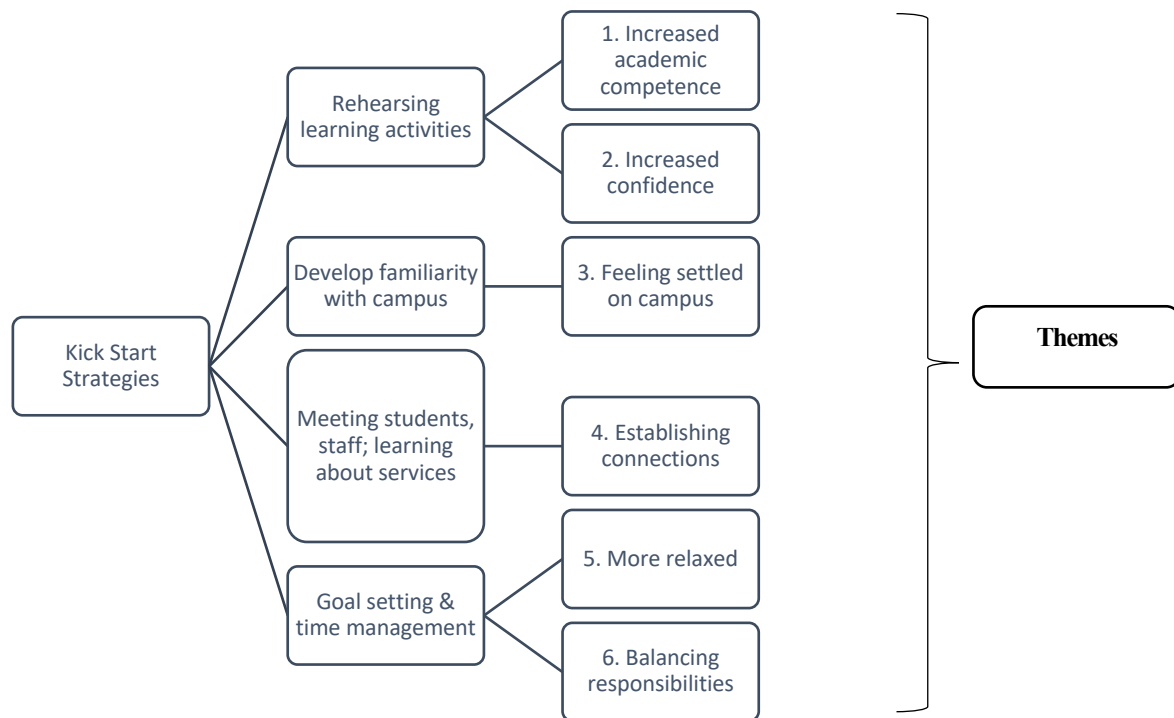 Kick Start
Strategies
Rehearsing
learning activities
1. Increased
academic
competence
2. Increased
confidence
Develop familiarity
with campus
3. Feeling settled
on campus
Meeting students,
staff; learning
about services
4. Establishing
connections
Goal setting &
time management
5. More relaxed
6. Balancing
responsibilities
Themes